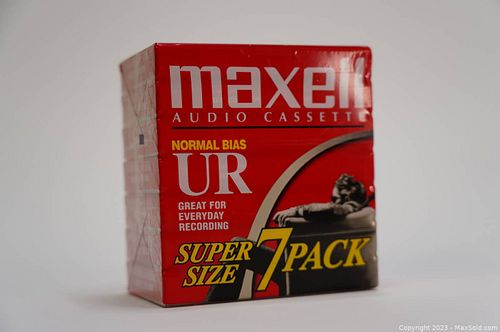 maxell
AUDIO CASSETTE
NORMAL BIAS
UR
GREAT FOR
EVERYDAY
RECORDING
SUPER
SIZE
7 PACK
Copyright 2023 - MaxSold.com